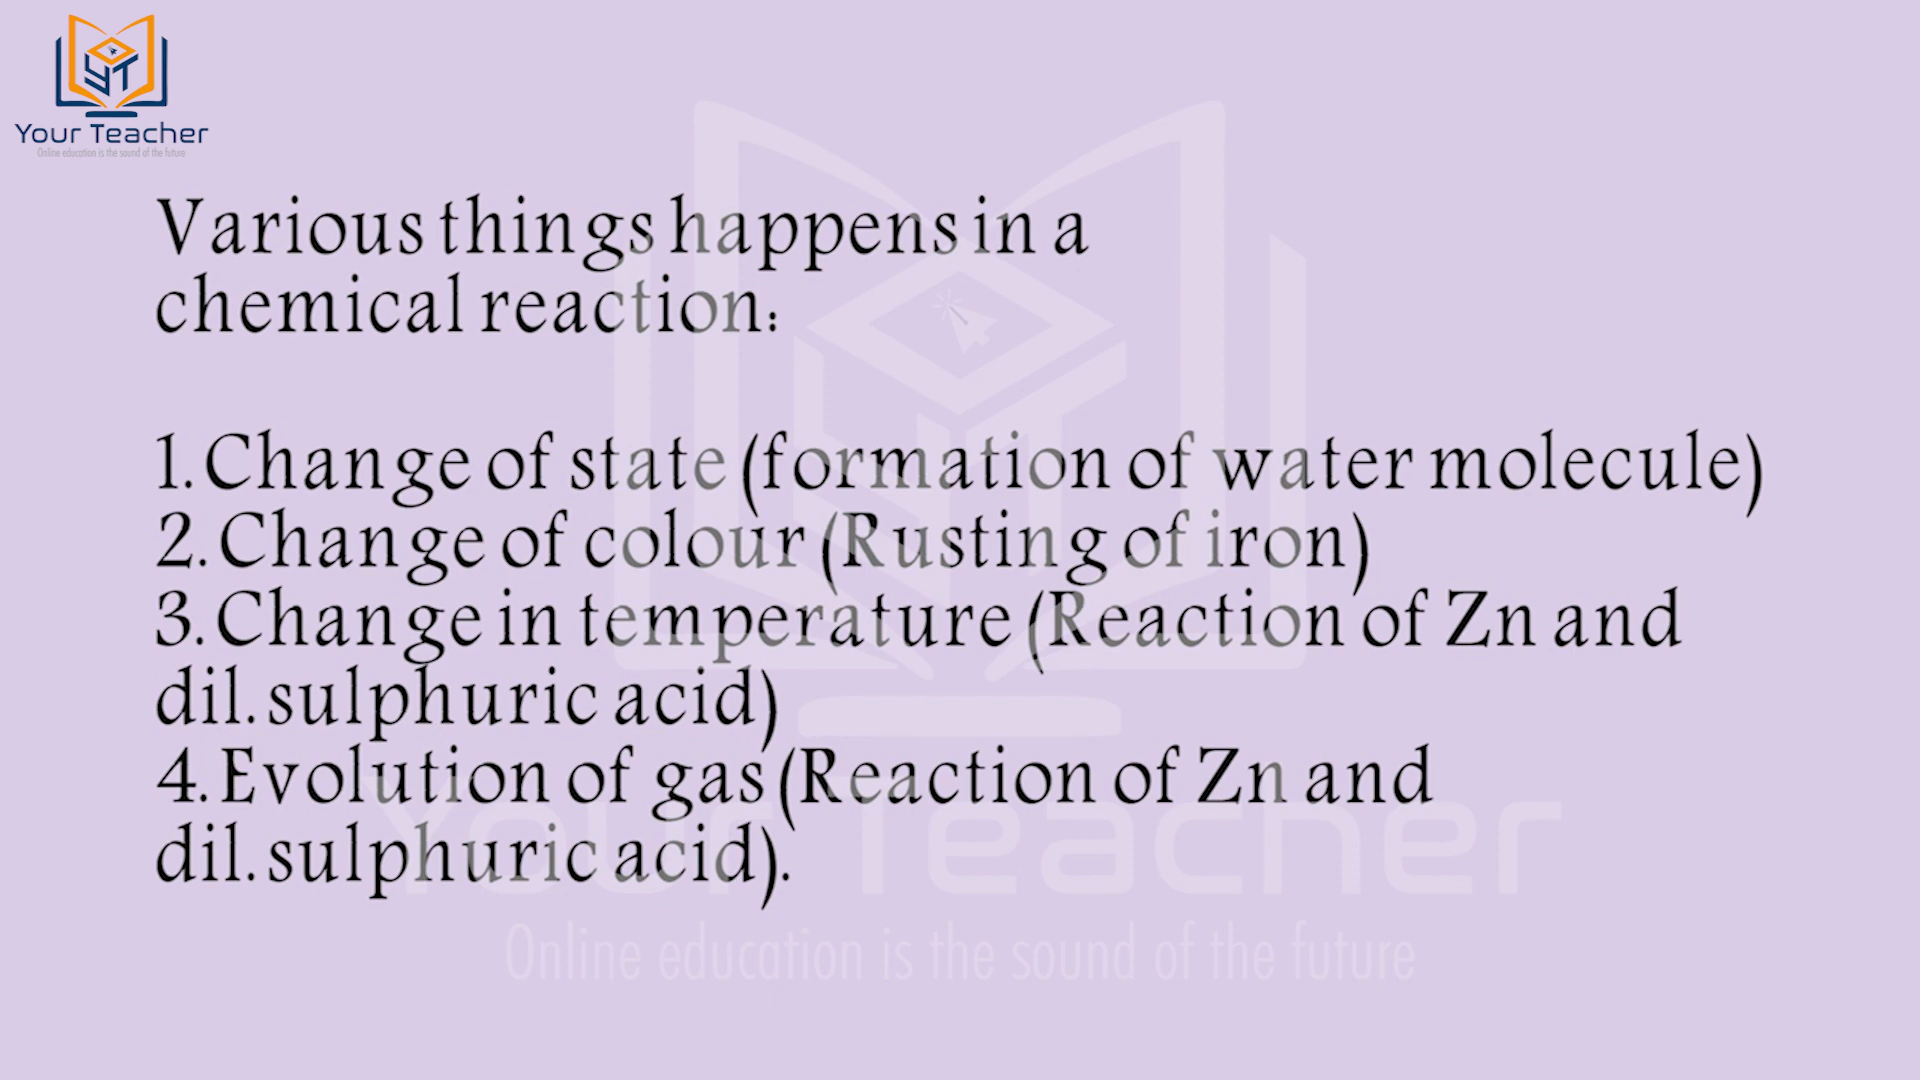 YT
Your Teacher
Online education is the sound of the future
Various things happens in a
chemical reaction:
1. Change of state (formation of water molecule)
2. Change of colour (Rusting of iron)
3. Change in temperature (Reaction of Zn and
dil. sulphuric acid)
4. Evolution of gas (Reaction of Zn and
dil. sulphuric acid).
YT
Your Teacher
Online education is the sound of the future